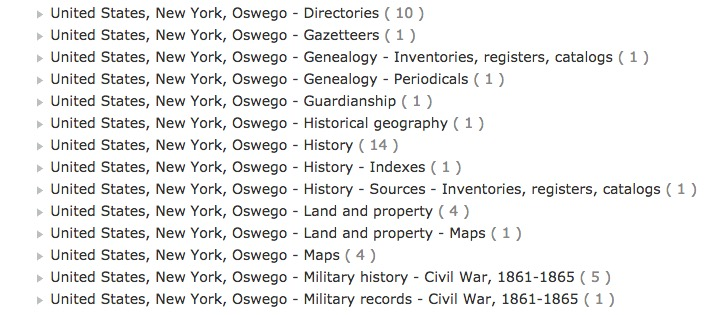 United States, New York, Oswego - Directories ( 10 )
United States, New York, Oswego - Gazetteers ( 1 )
United States, New York, Oswego - Genealogy - Inventories, registers, catalogs ( 1 )
United States, New York, Oswego - Genealogy - Periodicals ( 1 )
United States, New York, Oswego - Guardianship ( 1 )
United States, New York, Oswego - Historical geography ( 1 )
United States, New York, Oswego - History ( 14 )
United States, New York, Oswego - History - Indexes ( 1 )
United States, New York, Oswego - History - Sources - Inventories, registers, catalogs ( 1 )
United States, New York, Oswego - Land and property ( 4 )
United States, New York, Oswego - Land and property - Maps ( 1 )
United States, New York, Oswego - Maps ( 4 )
United States, New York, Oswego - Military history - Civil War, 1861-1865 ( 5 )
United States, New York, Oswego - Military records - Civil War, 1861-1865 ( 1 )